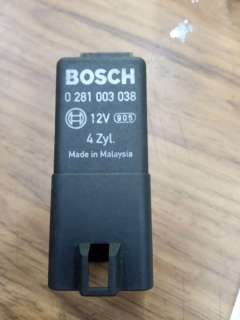 BOSCH
0 281 003 038
12V 905
4 Zyl.
Made in Malaysia